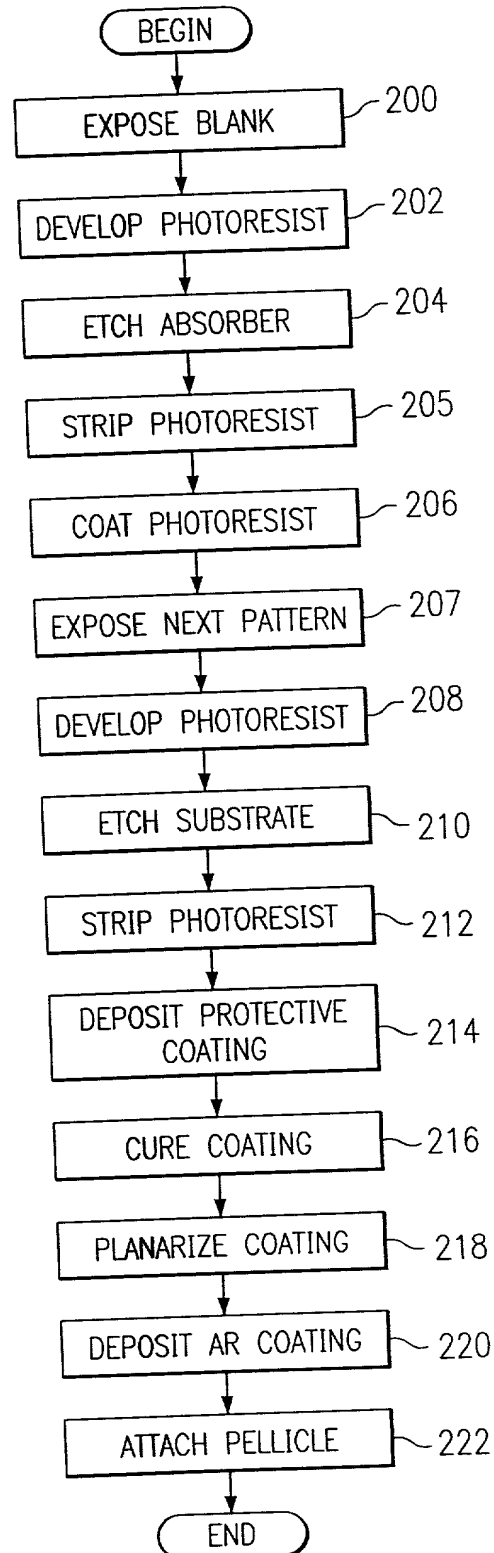 BEGIN
EXPOSE BLANK 200
DEVELOP PHOTORESIST 202
ETCH ABSORBER 204
STRIP PHOTORESIST 205
COAT PHOTORESIST 206
EXPOSE NEXT PATTERN 207
DEVELOP PHOTORESIST 208
ETCH SUBSTRATE 210
STRIP PHOTORESIST 212
DEPOSIT PROTECTIVE
COATING 214
CURE COATING 216
PLANARIZE COATING 218
DEPOSIT AR COATING 220
ATTACH PELLICLE 222
END